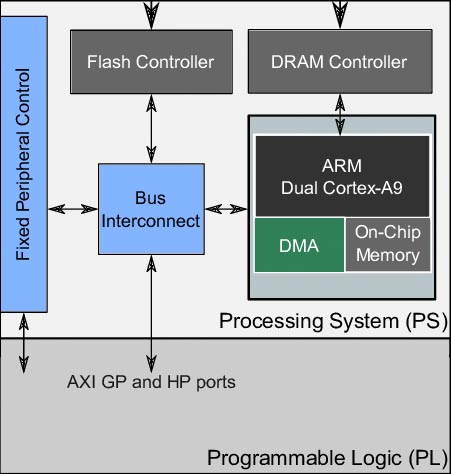 Flash Controller
DRAM Controller
Fixed Peripheral Control
ARM
Dual Cortex-A9
Bus
Interconnect
DMA
On-Chip
Memory
Processing System (PS)
AXI GP and HP ports
Programmable Logic (PL)